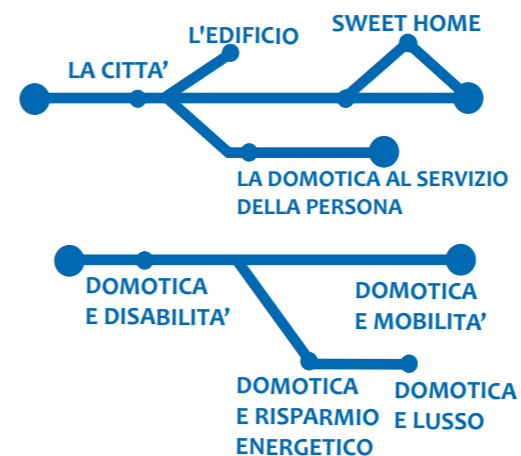 SWEET HOME
L'EDIFICIO
LA CITTA’
LA DOMOTICA AL SERVIZIO
DELLA PERSONA
DOMOTICA
E DISABILITA’
DOMOTICA
E MOBILITA’
DOMOTICA
E RISPARMIO
ENERGETICO
DOMOTICA
E LUSSO